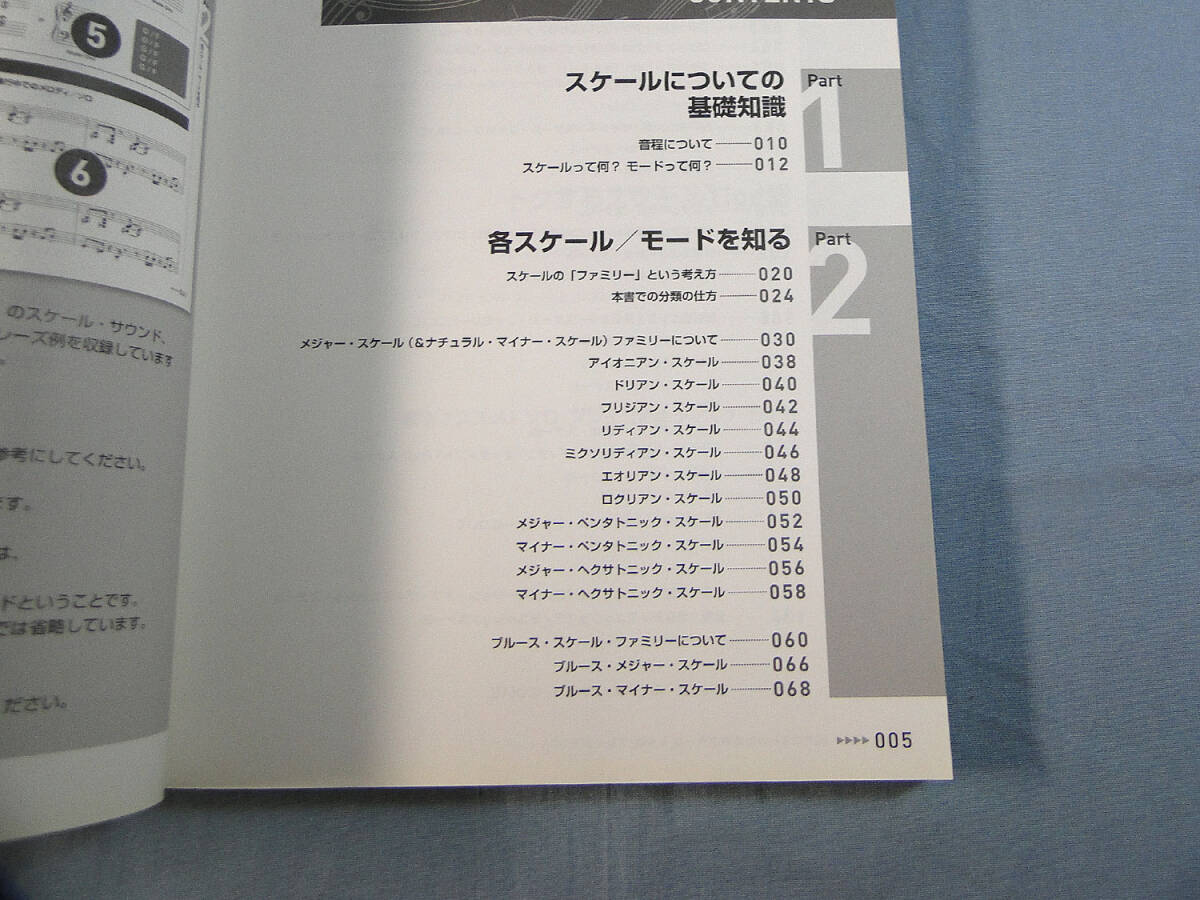 5
6
のスケール・サウンド、
レーズ例を収録しています
参考にしてください。
です。
は、
ドということです。
では省略しています。
ださい。
CONTENTS
スケールについての
基礎知識
Part
1
音程について 010
スケールって何? モードって何? 012
各スケール／モードを知る
Part
2
スケールの「ファミリー」という考え方 020
本書での分類の仕方 024
メジャー・スケール(&ナチュラル・マイナー・スケール)ファミリーについて 030
アイオニアン・スケール 038
ドリアン・スケール 040
フリジアン・スケール 042
リディアン・スケール 044
ミクソリディアン・スケール 046
エオリアン・スケール 048
ロクリアン・スケール 050
メジャー・ペンタトニック・スケール 052
マイナー・ペンタトニック・スケール 054
メジャー・ヘクサトニック・スケール 056
マイナー・ヘクサトニック・スケール 058
ブルース・スケール・ファミリーについて 060
ブルース・メジャー・スケール 066
ブルース・マイナー・スケール 068
▶▶▶▶ 005